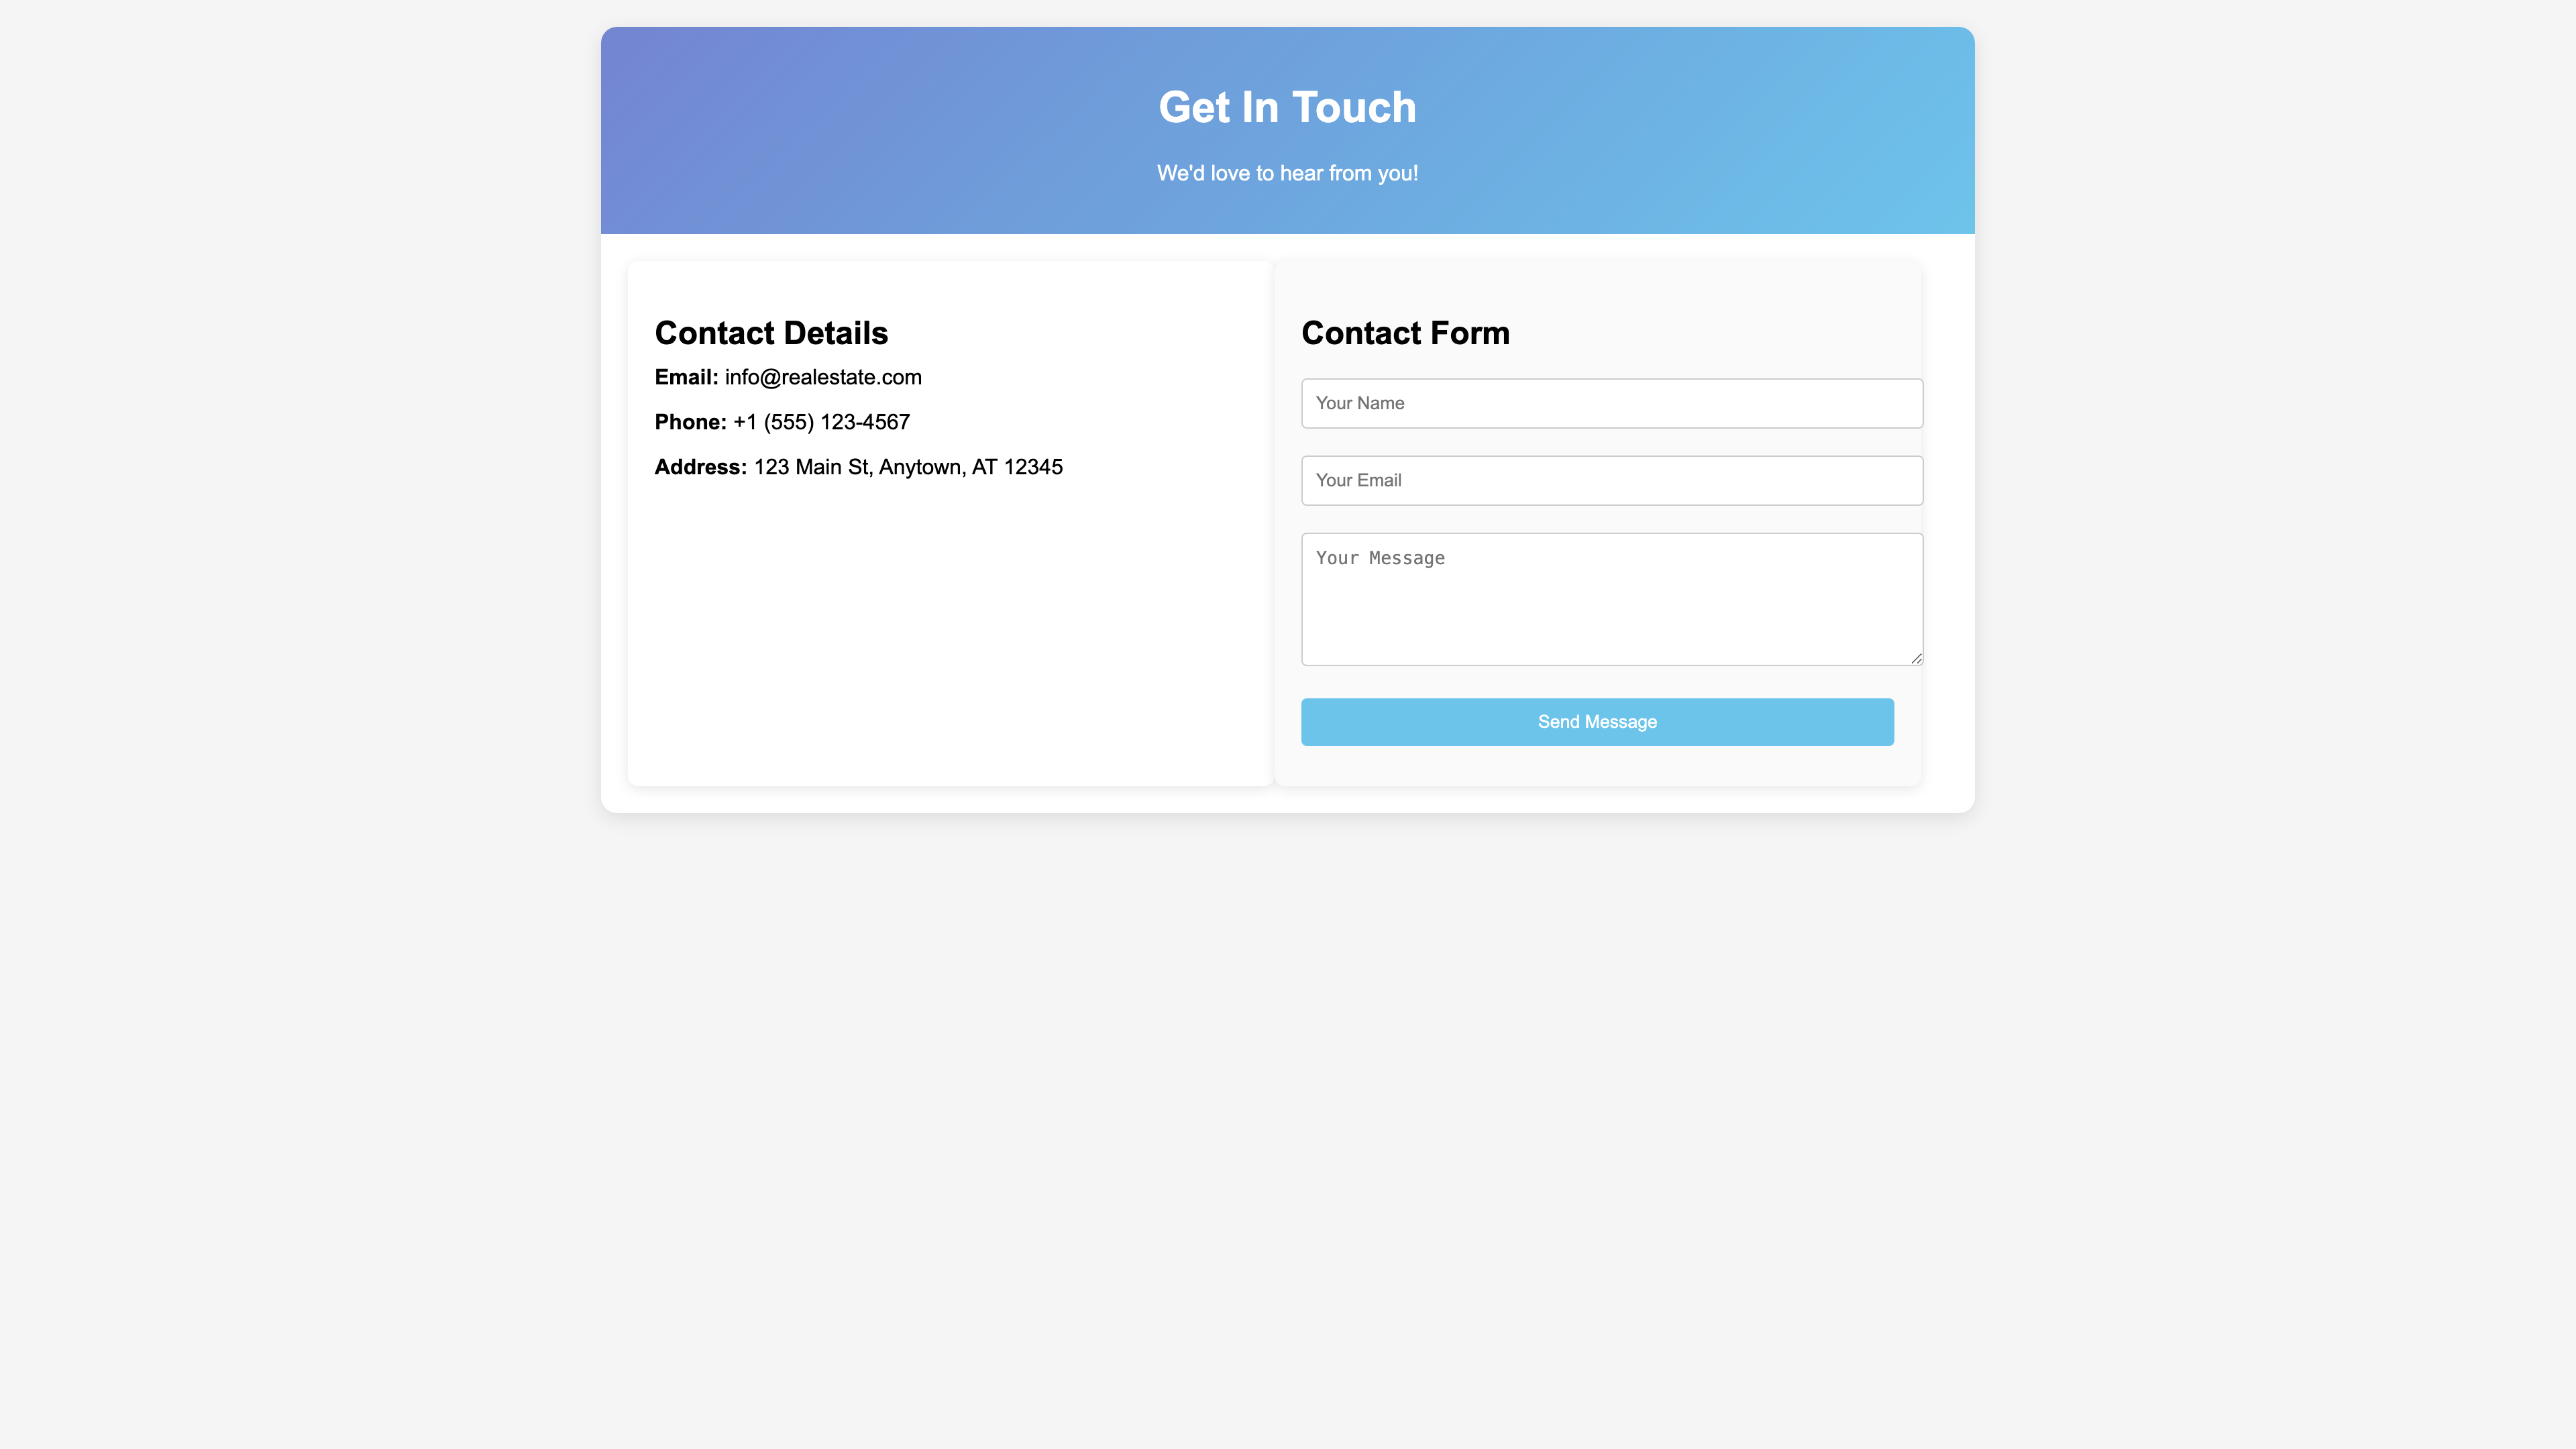 Get In Touch
We'd love to hear from you!
Contact Details
Email: info@realestate.com
Phone: +1 (555) 123-4567
Address: 123 Main St, Anytown, AT 12345
Contact Form
Your Name
Your Email
Your Message
Send Message